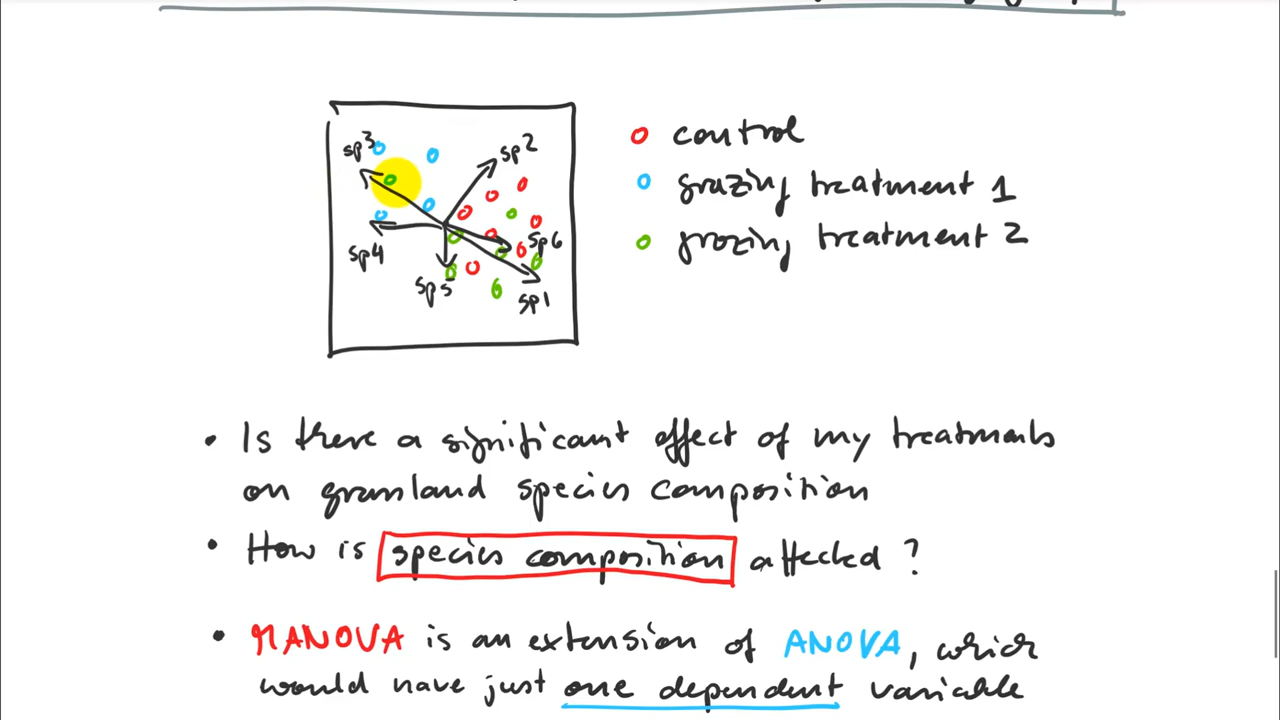 sp3
sp2
sp6
sp4
sp5
sp1
control
grazing treatment 1
grozing treatment 2
• Is there a significant effect of my treatments
on grassland species composition
• How is species composition affected ?
• MANOVA is an extension of ANOVA, which
would have just one dependent variable